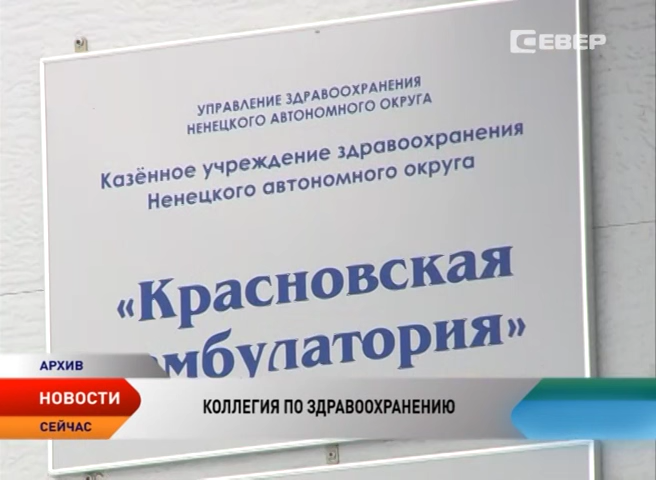 СЕВЕР
УПРАВЛЕНИЕ ЗДРАВООХРАНЕНИЯ
НЕНЕЦКОГО АВТОНОМНОГО ОКРУГА
Казённое учреждение здравоохранения
Ненецкого автономного округа
«Красновская
амбулатория»
АРХИВ
НОВОСТИ
СЕЙЧАС
КОЛЛЕГИЯ ПО ЗДРАВООХРАНЕНИЮ